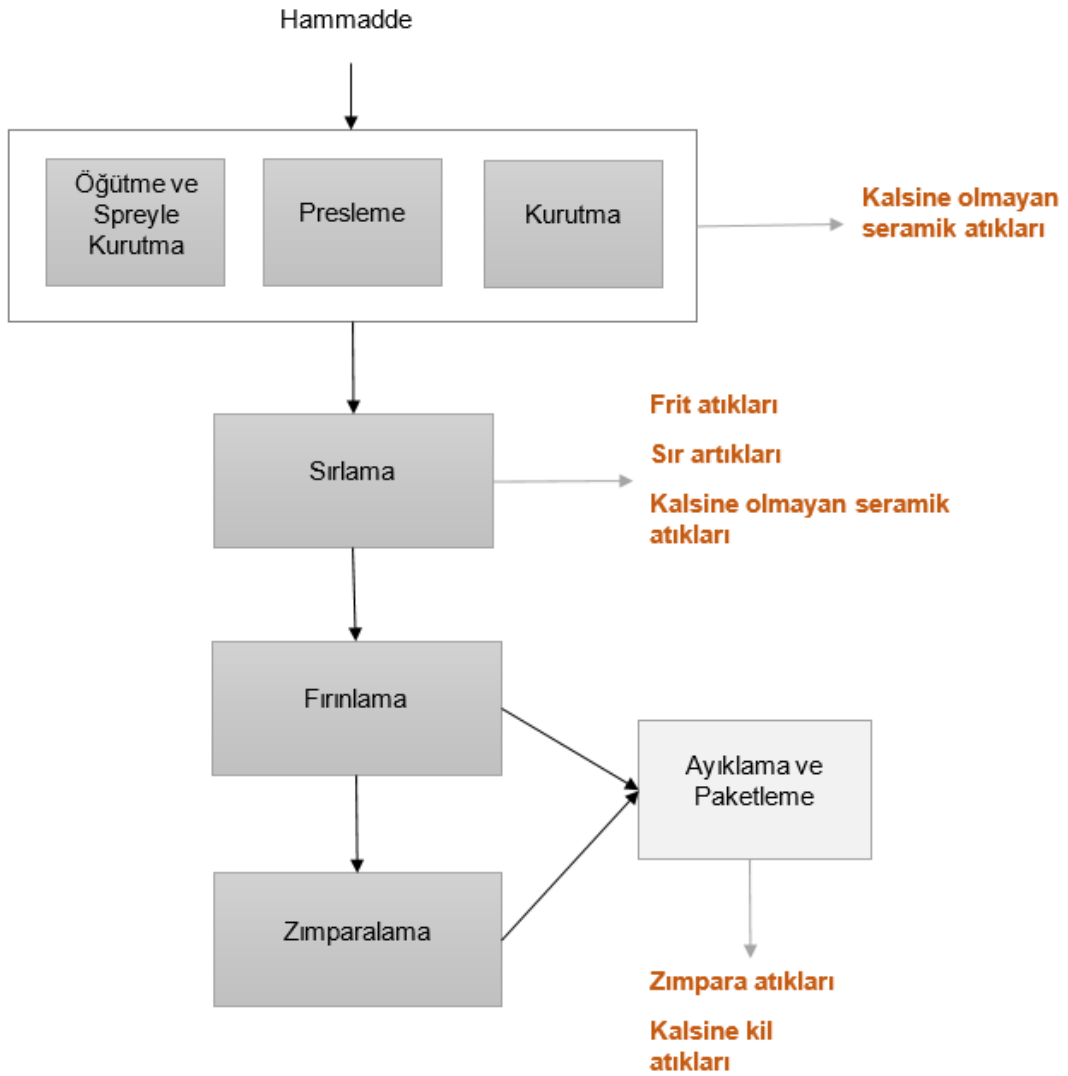 Hammadde
Öğütme ve
Spreyle
Kurutma
Presleme
Kurutma
Kalsine olmayan
seramik atıkları
Sırlama
Frit atıkları
Sır artıkları
Kalsine olmayan seramik
atıkları
Fırınlama
Ayıklama ve
Paketleme
Zımparalama
Zımpara atıkları
Kalsine kil
atıkları